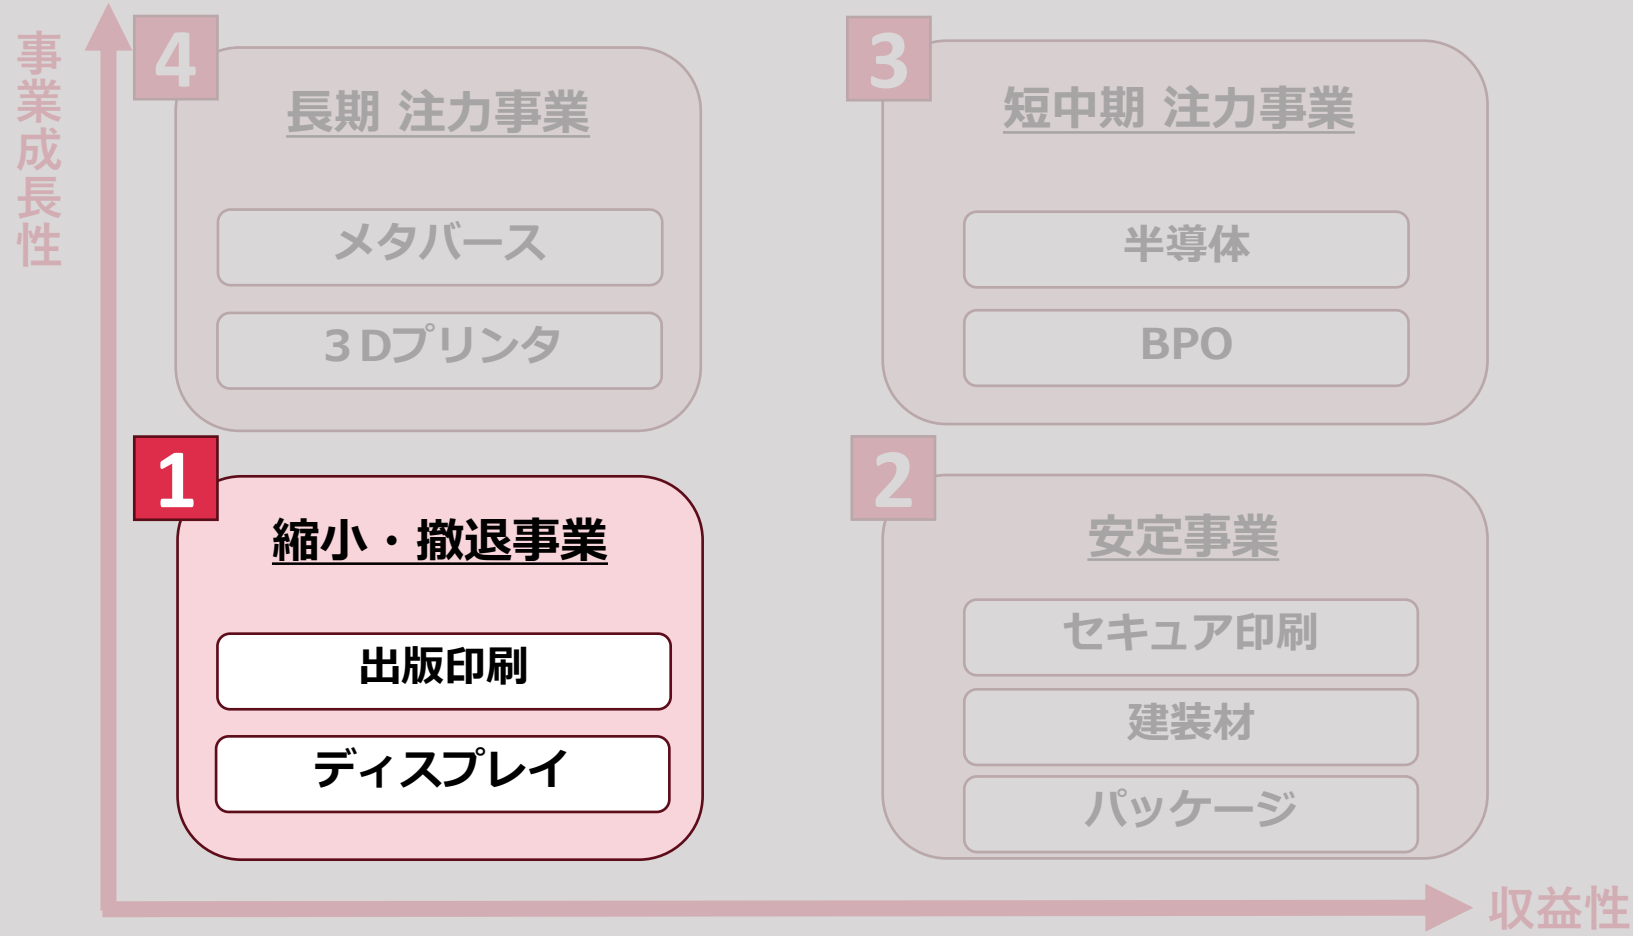 事業成長性
4
長期 注力事業
メタバース
３Dプリンタ
3
短中期 注力事業
半導体
BPO
1
縮小・撤退事業
出版印刷
ディスプレイ
2
安定事業
セキュア印刷
建装材
パッケージ
収益性